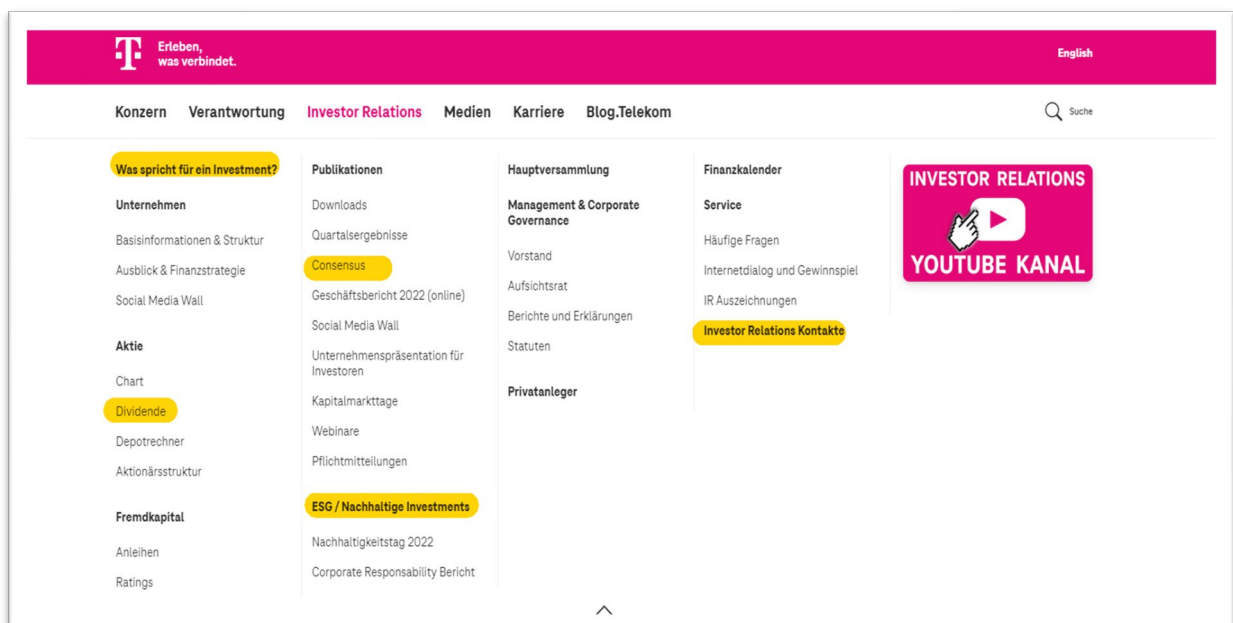 Erleben,
was verbindet.
English
Konzern Verantwortung Investor Relations Medien Karriere Blog.Telekom
Suche
Was spricht für ein Investment?
Unternehmen
Basisinformationen & Struktur
Ausblick & Finanzstrategie
Social Media Wall
Aktie
Chart
Dividende
Depotrechner
Aktionärsstruktur
Fremdkapital
Anleihen
Ratings
Publikationen
Downloads
Quartalsergebnisse
Consensus
Geschäftsbericht 2022 (online)
Social Media Wall
Unternehmenspräsentation für
Investoren
Kapitalmarkttage
Webinare
Pflichtmitteilungen
ESG / Nachhaltige Investments
Nachhaltigkeitstag 2022
Corporate Responsability Bericht
Hauptversammlung
Management & Corporate
Governance
Vorstand
Aufsichtsrat
Berichte und Erklärungen
Statuten
Privatanleger
Finanzkalender
Service
Häufige Fragen
Internetdialog und Gewinnspiel
IR Auszeichnungen
Investor Relations Kontakte
INVESTOR RELATIONS
YOUTUBE KANAL